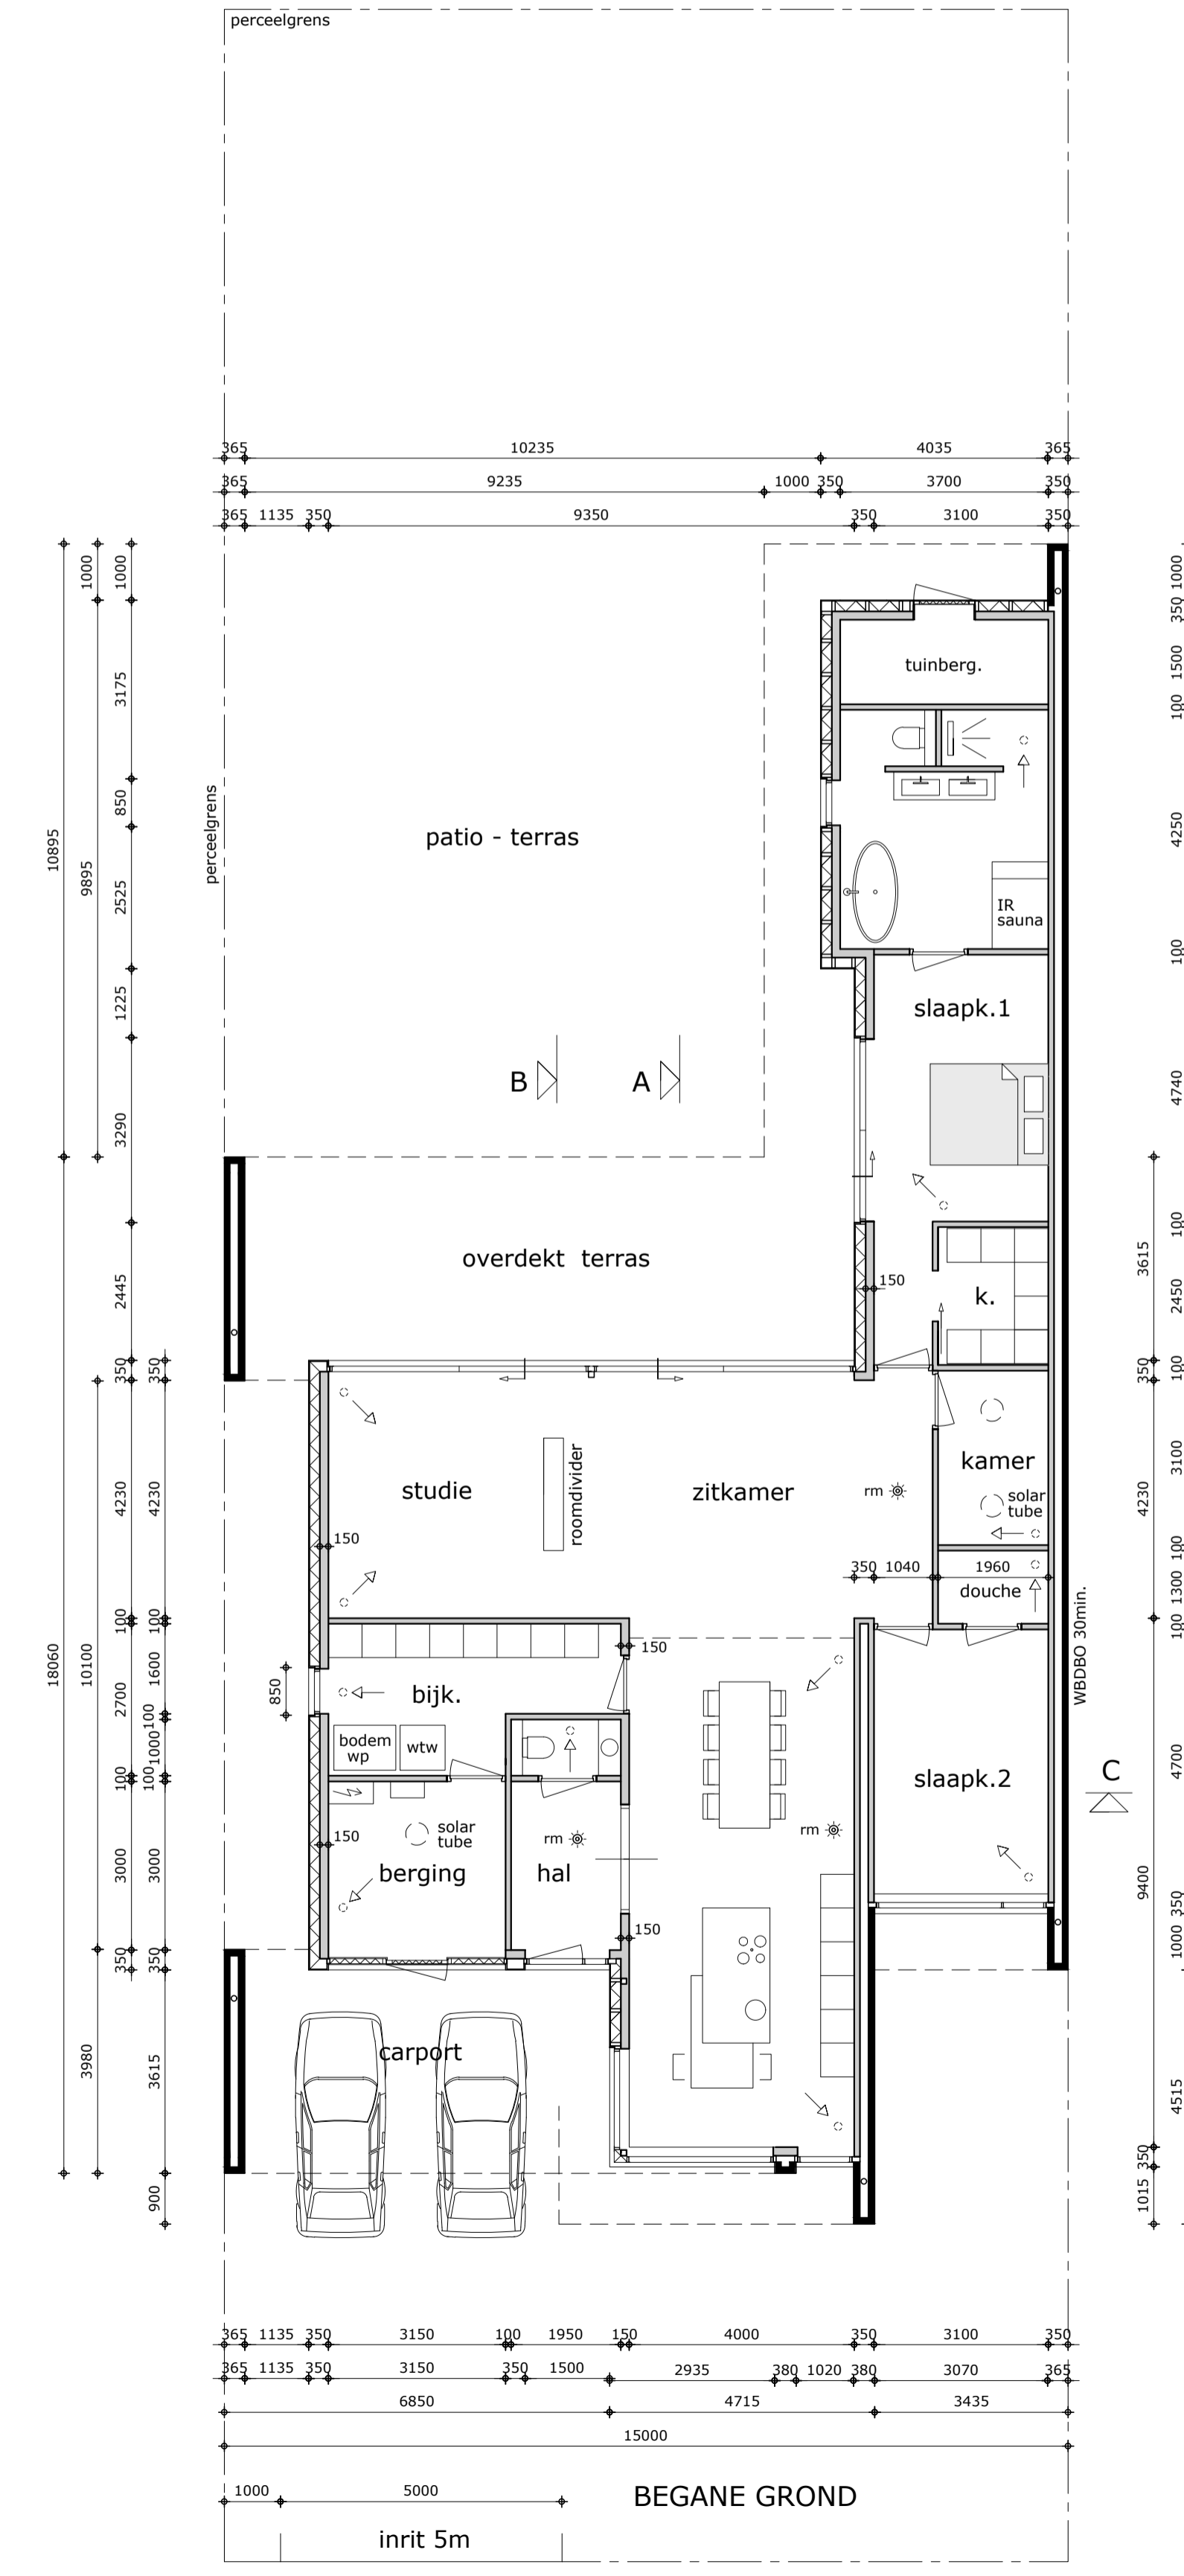 perceelgrens
365 10235 4035 365
365 9235 1000 350 3700 350
365 1135 350 9350 350 3100 350
10895
9895
1000
1000
3175
850
2525
1225
3290
2445
perceelgrens
tuinberg.
patio - terras
IR
sauna
slaapk.1
B
A
overdekt terras
150
k.
1000
350
1500
100
4250
100
4740
100
2450
100
3615
350
350
350
18060
10100
4230
4230
studie
roomdivider
zitkamer
rm
kamer
solar
tube
150
350 1040 1960
douche
WBDBO 30min.
3100
4230
100
1300
100
100
100
2700
1600
100
1000
100
100
850
150
bijk.
bodem
wp
wtw
slaapk.2
C
4700
3000
3000
150
solar
tube
berging
rm
hal
rm
150
9400
350
1000
350
350
3980
3615
900
carport
4515
350
1015
365 1135 350 3150 100 1950 150 4000 350 3100 350
365 1135 350 3150 350 1500 2935 380 1020 380 3070 365
6850 4715 3435
15000
1000 5000
BEGANE GROND
inrit 5m